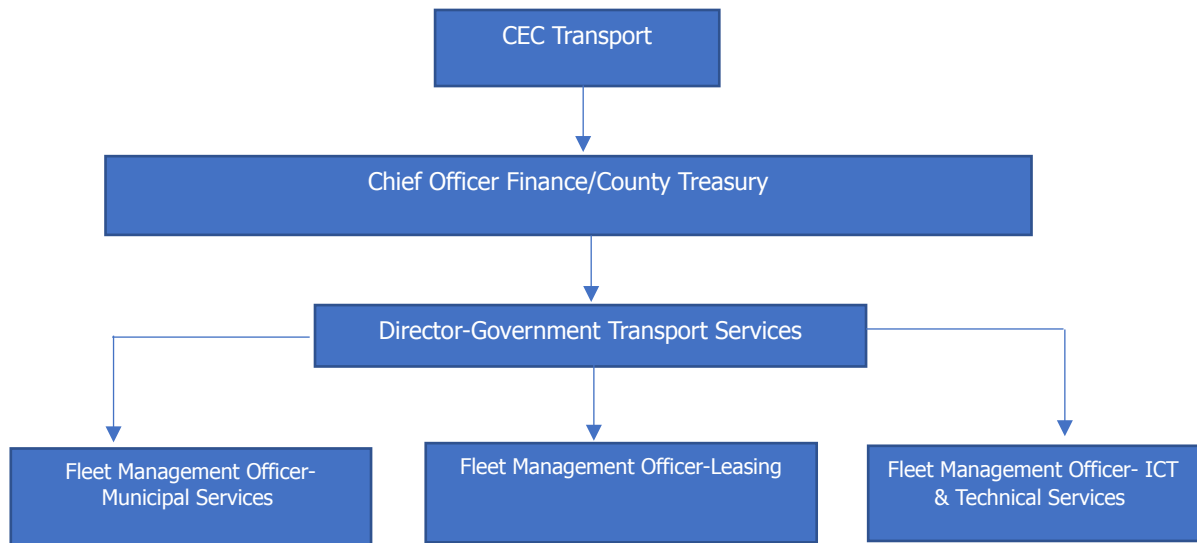 CEC Transport
Chief Officer Finance/County Treasury
Director-Government Transport Services
Fleet Management Officer-
Municipal Services
Fleet Management Officer-Leasing
Fleet Management Officer- ICT
& Technical Services